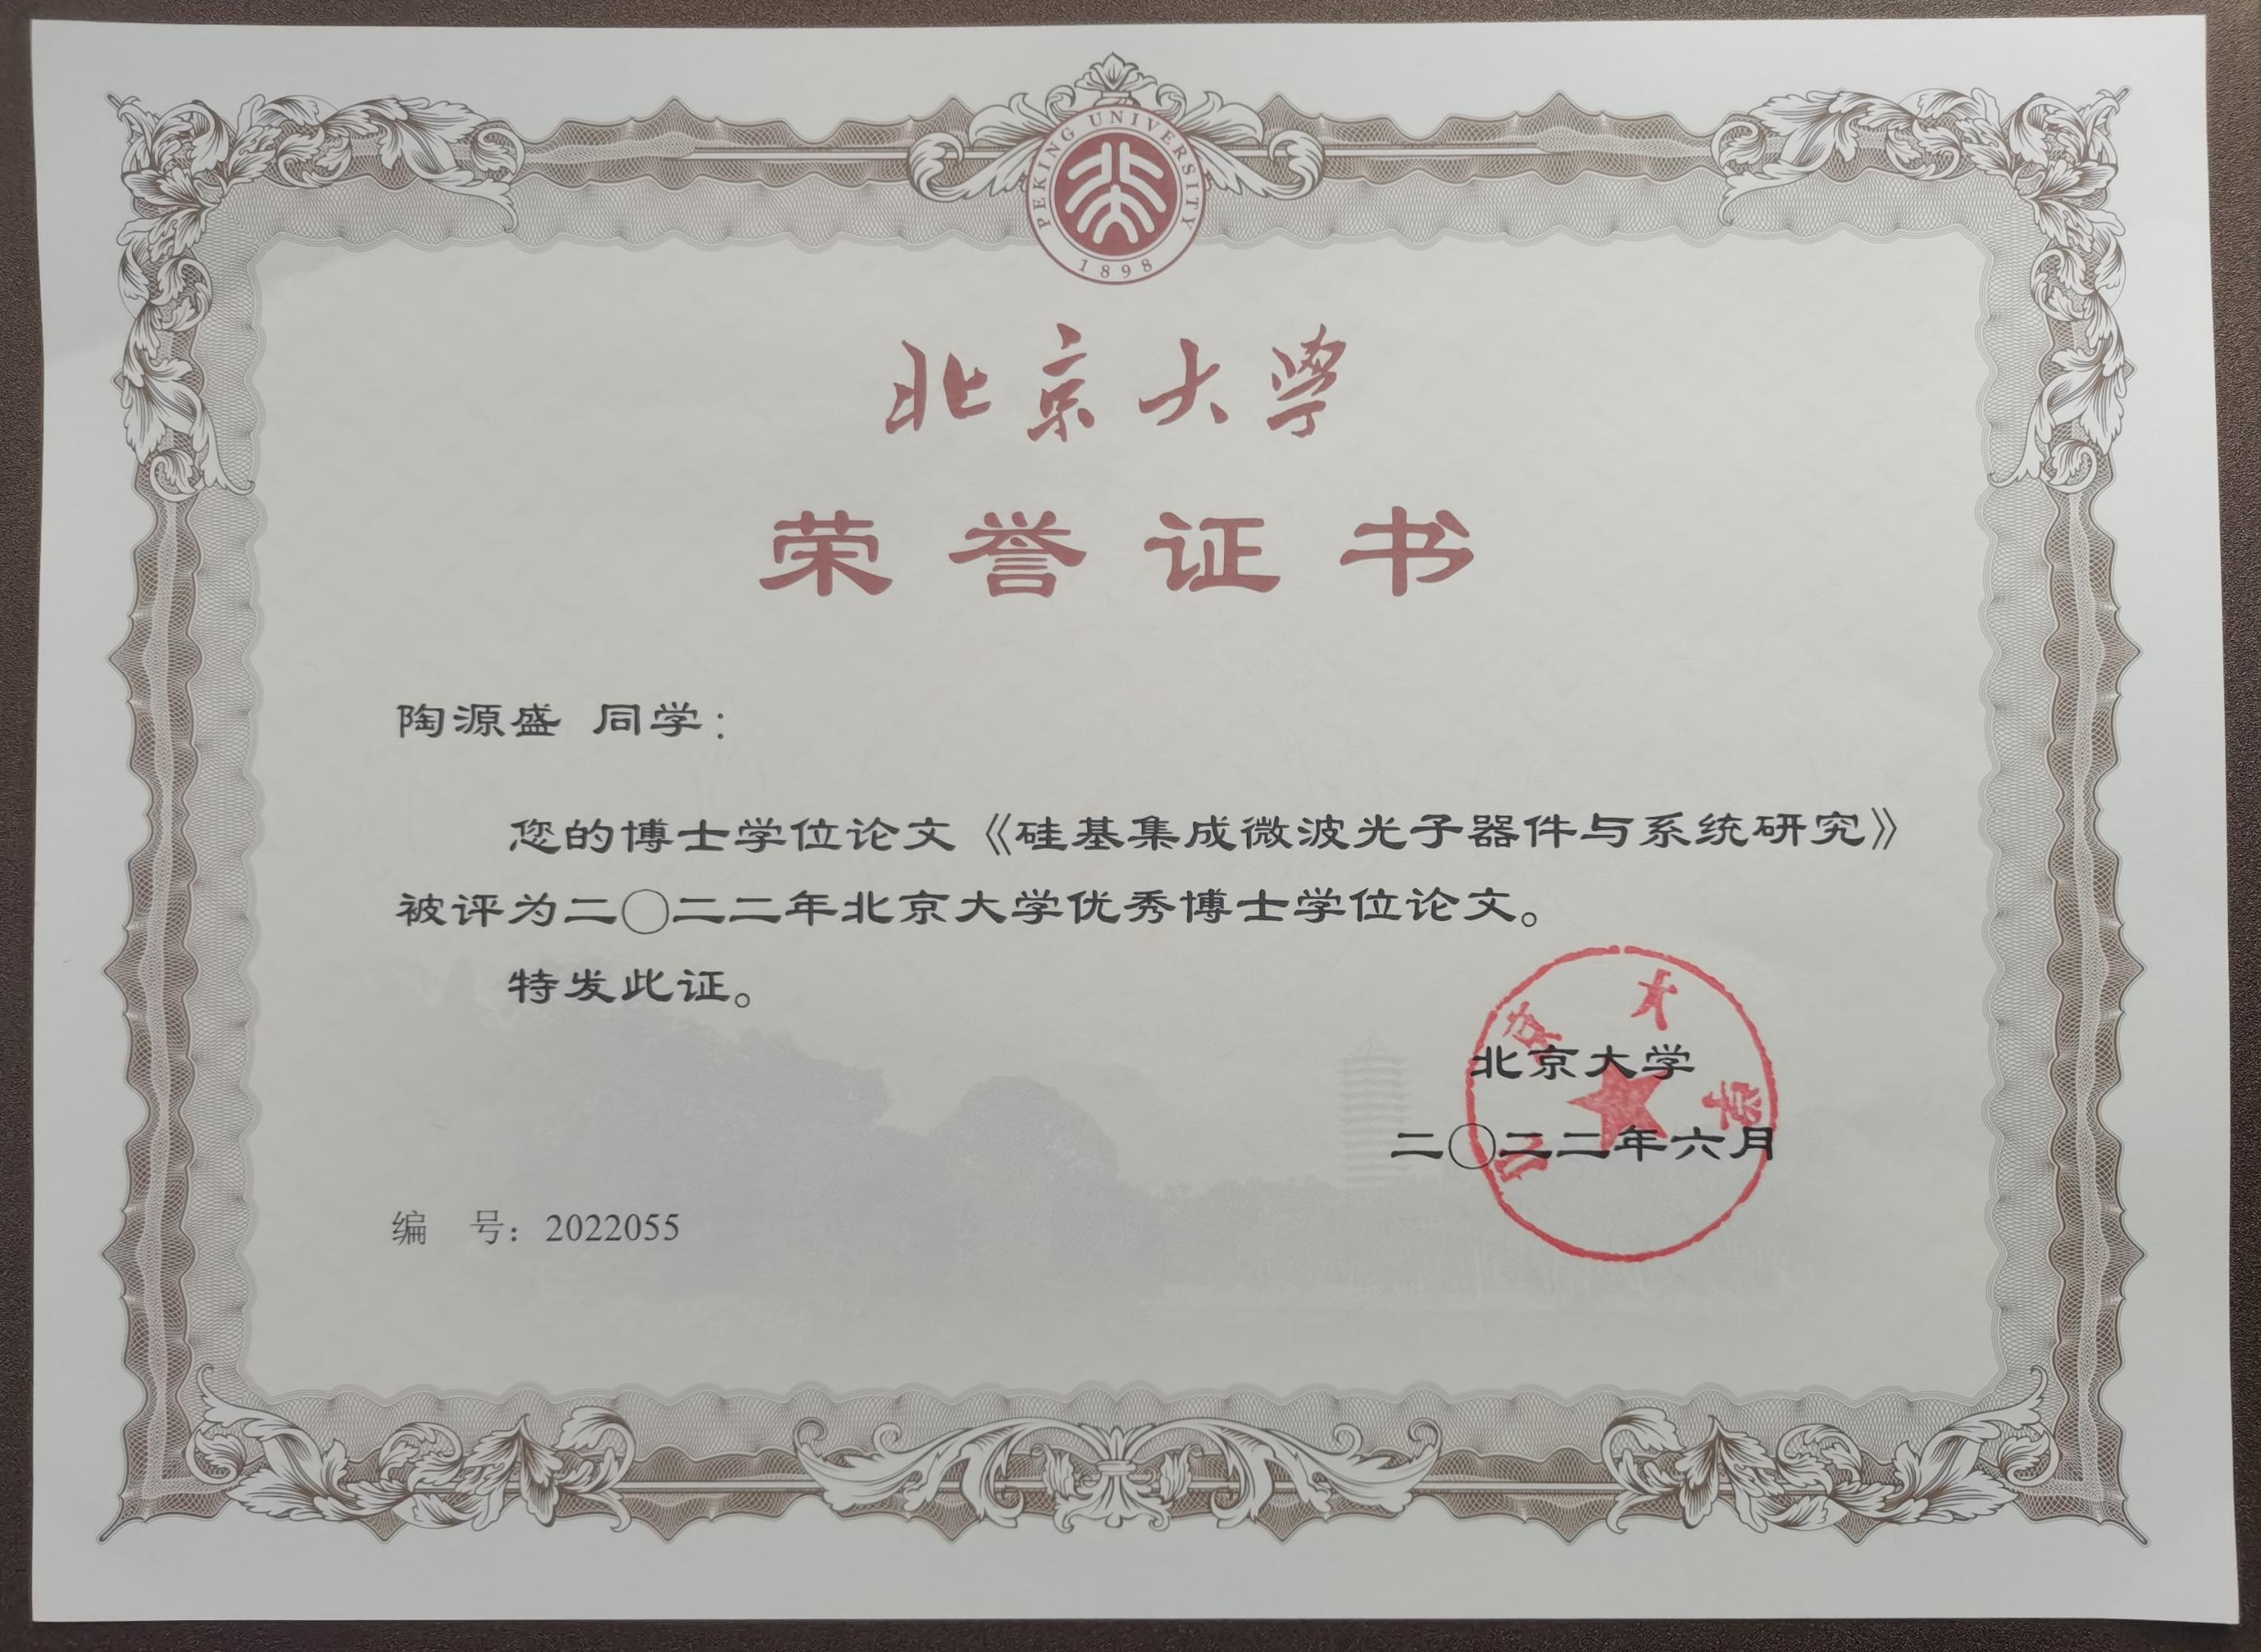 PEKING UNIVERSITY
1898
北京大学
荣誉证书
陶源盛 同学：
您的博士学位论文《硅基集成微波光子器件与系统研究》
被评为二〇二二年北京大学优秀博士学位论文。
特发此证。
北京大学
二〇二二年六月
编 号：2022055